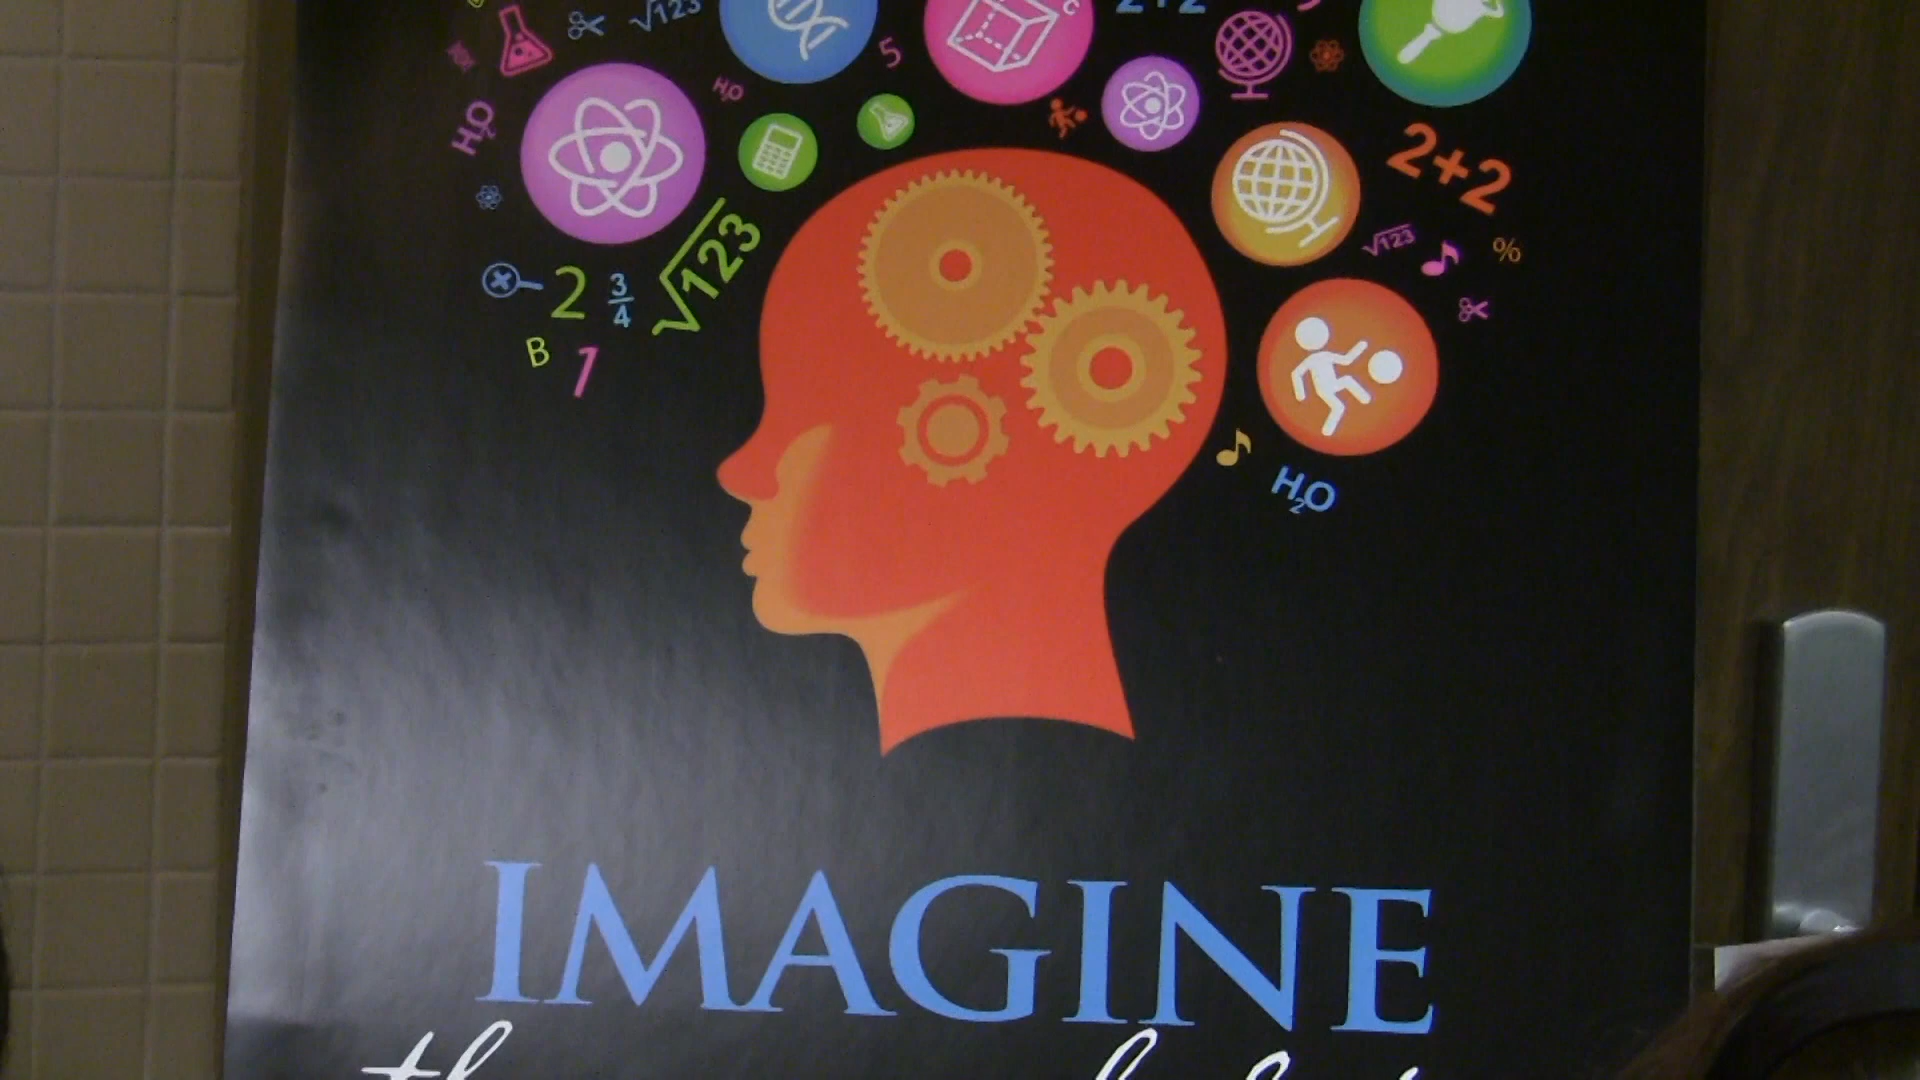 √123
2+2
C
5
H₂O
H₂O
2+2
√123
√123
%
2
3/4
B
1
H₂O
IMAGINE